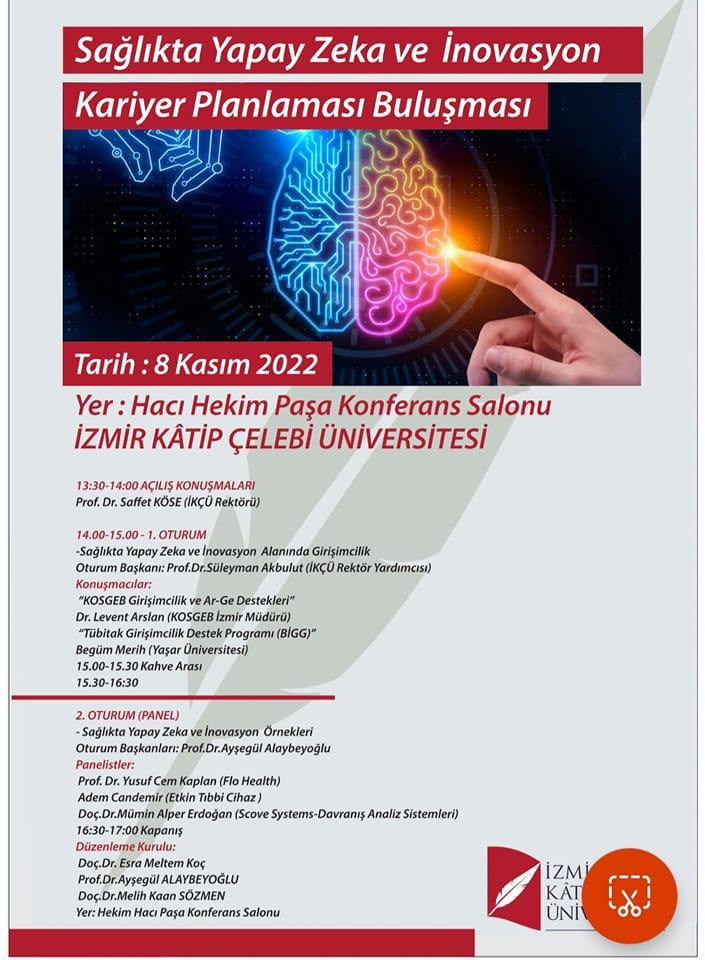 Sağlıkta Yapay Zeka ve İnovasyon
Kariyer Planlaması Buluşması
Tarih : 8 Kasım 2022
Yer : Hacı Hekim Paşa Konferans Salonu
İZMİR KÂTİP ÇELEBİ ÜNİVERSİTESİ
13:30-14:00 AÇILIŞ KONUŞMALARI
Prof. Dr. Saffet KÖSE (İKÇÜ Rektörü)
14.00-15.00 - 1. OTURUM
-Sağlıkta Yapay Zeka ve İnovasyon Alanında Girişimcilik
Oturum Başkanı: Prof.Dr.Süleyman Akbulut (İKÇÜ Rektör Yardımcısı)
Konuşmacılar:
“KOSGEB Girişimcilik ve Ar-Ge Destekleri”
Dr. Levent Arslan (KOSGEB İzmir Müdürü)
“Tübitak Girişimcilik Destek Programı (BİGG)”
Begüm Merih (Yaşar Üniversitesi)
15.00-15.30 Kahve Arası
15.30-16:30
2. OTURUM (PANEL)
- Sağlıkta Yapay Zeka ve İnovasyon Örnekleri
Oturum Başkanları: Prof.Dr.Ayşegül Alaybeyoğlu
Panelistler:
Prof. Dr. Yusuf Cem Kaplan (Flo Health)
Adem Candemir (Etkin Tıbbi Cihaz )
Doç.Dr.Mümin Alper Erdoğan (Scove Systems-Davranış Analiz Sistemleri)
16:30-17:00 Kapanış
Düzenleme Kurulu:
Doç.Dr. Esra Meltem Koç
Prof.Dr.Ayşegül ALAYBEYOĞLU
Doç.Dr.Melih Kaan SÖZMEN
Yer: Hekim Hacı Paşa Konferans Salonu
İZMİ
KÂT
ÜNİV